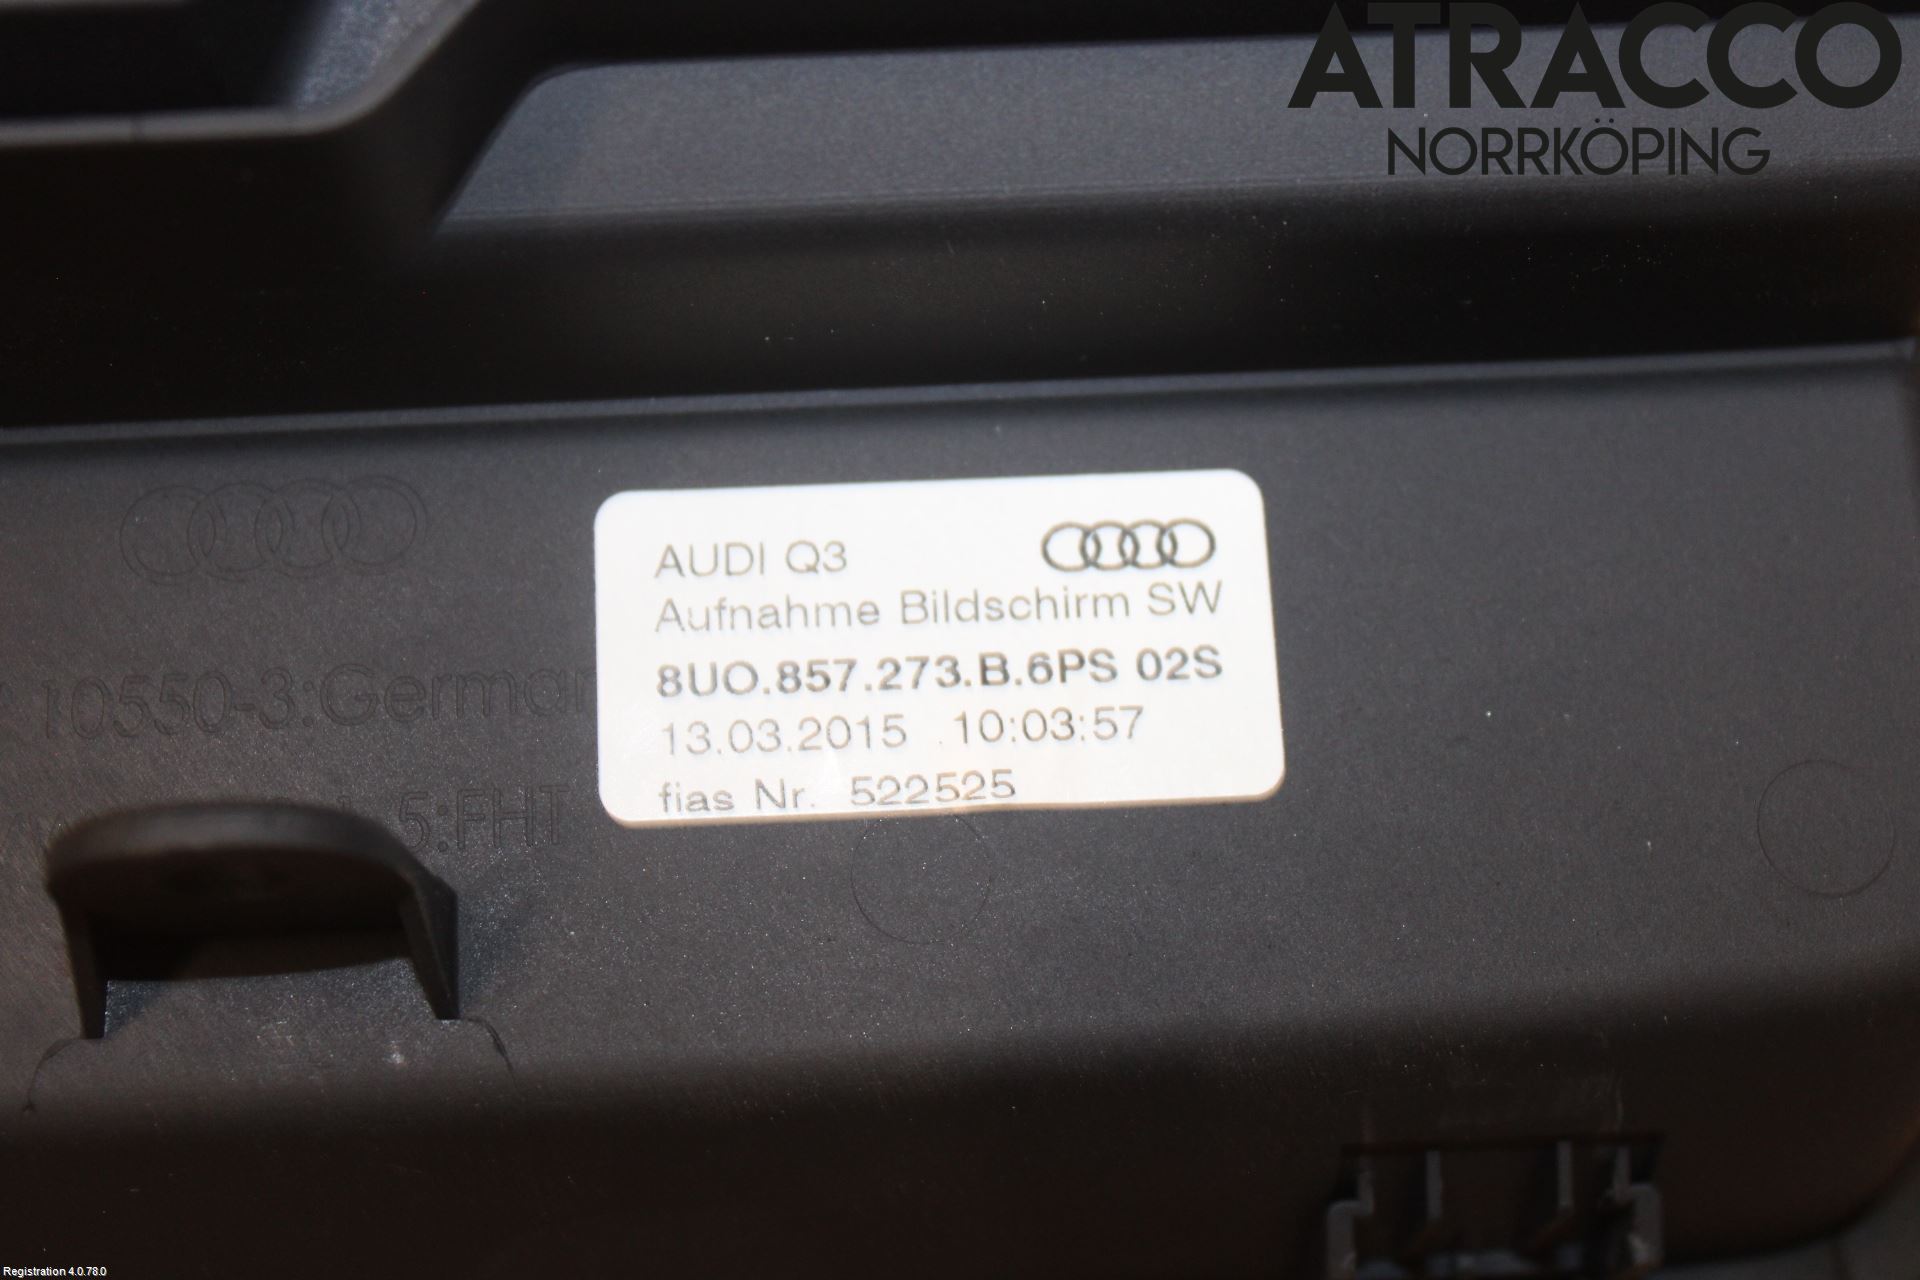 ATRACCO
NORRKÖPING
AUDI Q3
Aufnahme Bildschirm SW
8UO.857.273.B.6PS 02S
13.03.2015 10:03:57
fias Nr. 522525
10550-3:German
5:FHT
Registration 4.0.78.0